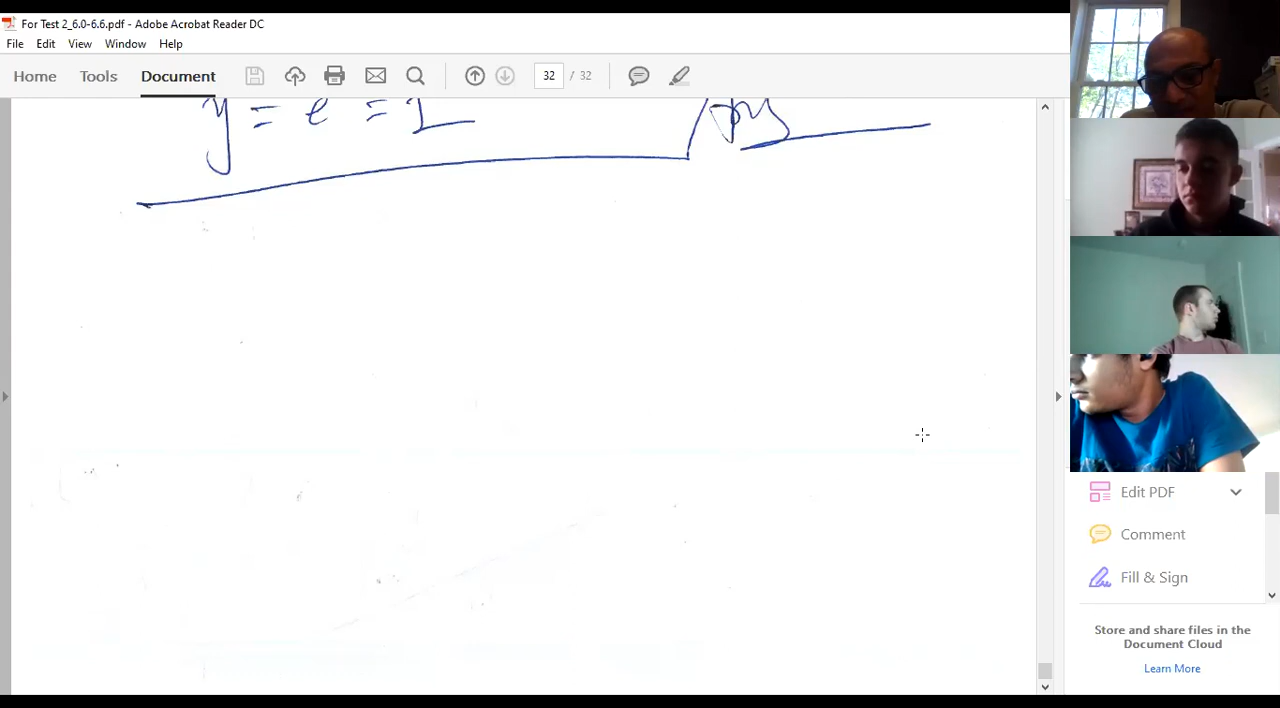 For Test 2_6.0-6.6.pdf - Adobe Acrobat Reader DC
File Edit View Window Help
Home Tools Document 32 / 32
y = e = 1
Edit PDF
Comment
Fill & Sign
Store and share files in the
Document Cloud
Learn More